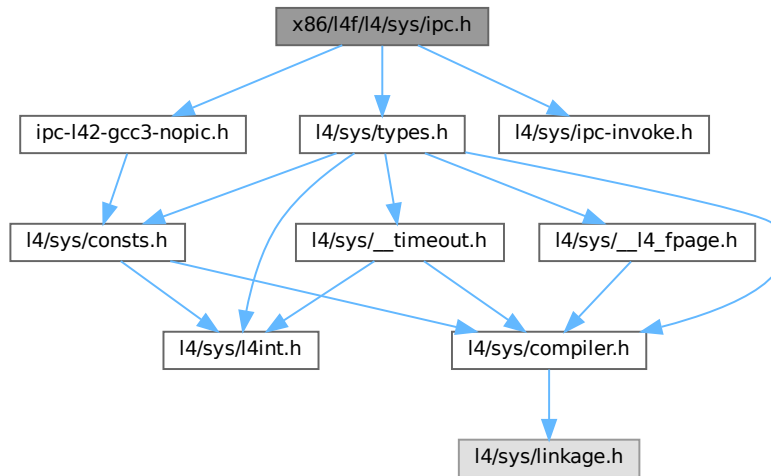 x86/l4f/l4/sys/ipc.h
ipc-l42-gcc3-nopic.h
l4/sys/types.h
l4/sys/ipc-invoke.h
l4/sys/consts.h
l4/sys/__timeout.h
l4/sys/__l4_fpage.h
l4/sys/l4int.h
l4/sys/compiler.h
l4/sys/linkage.h